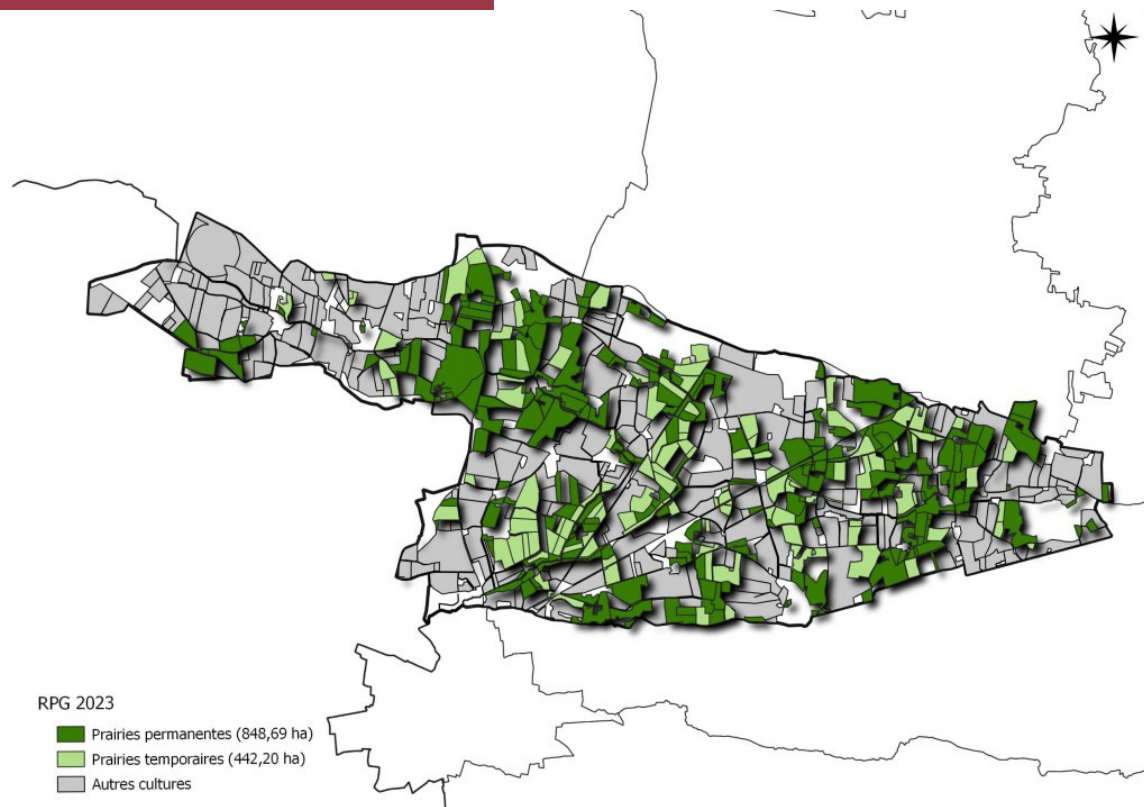 RPG 2023
Prairies permanentes (848,69 ha)
Prairies temporaires (442,20 ha)
Autres cultures